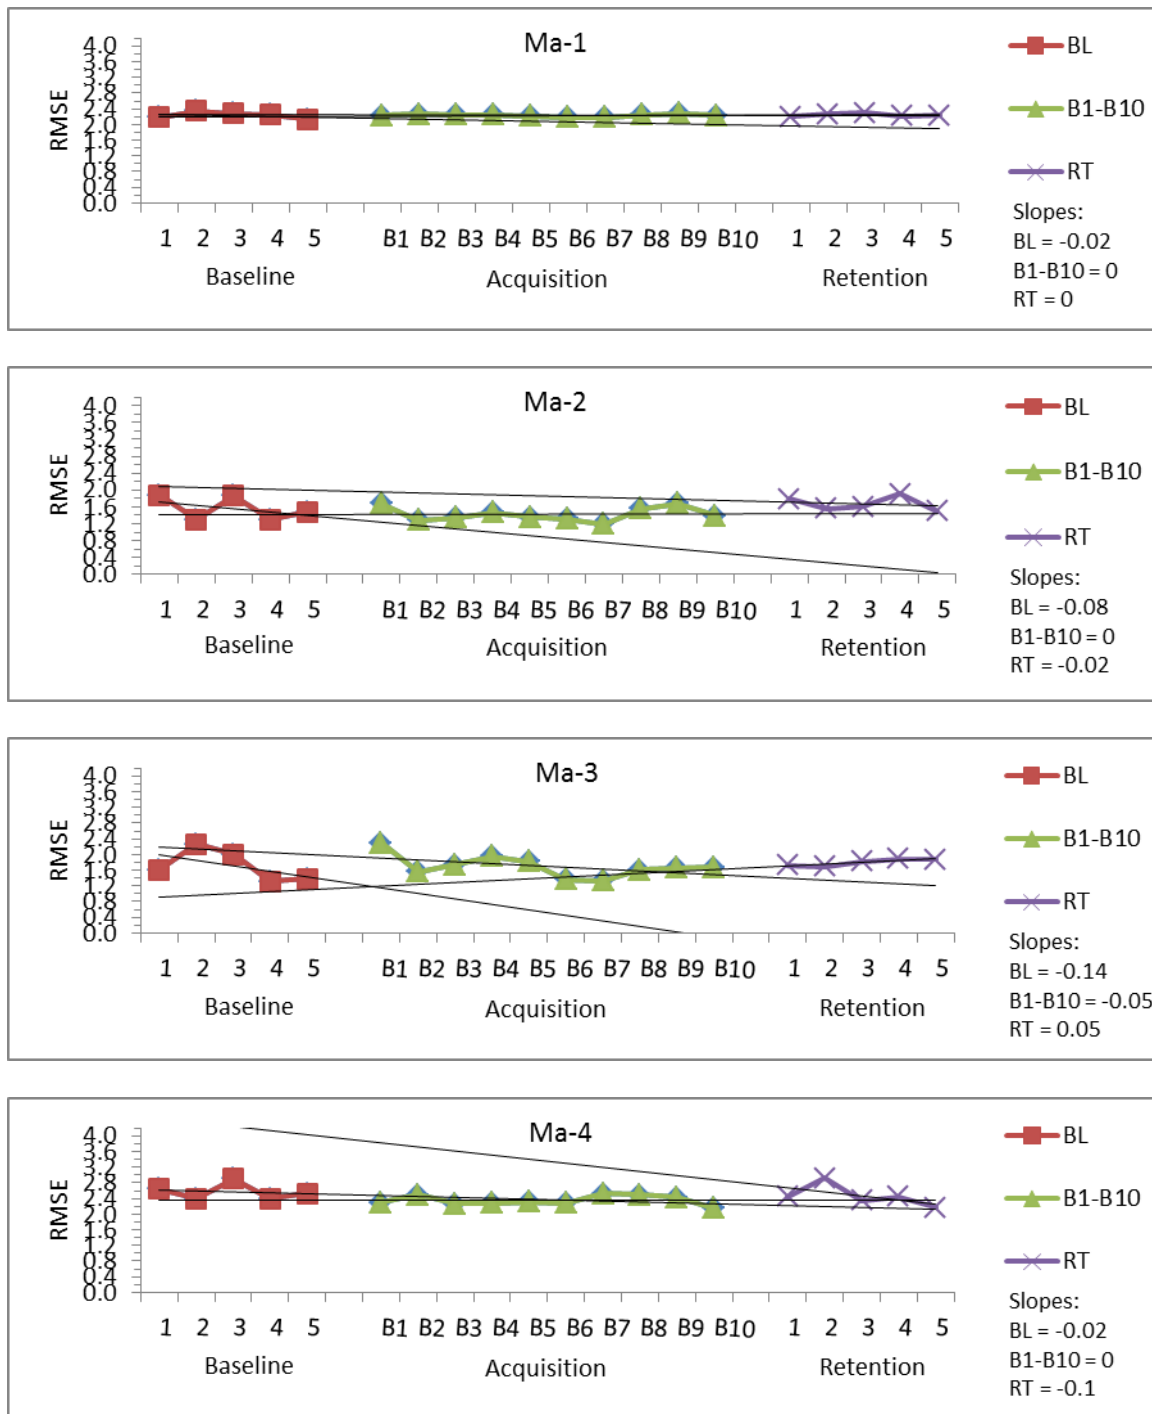 Ma-1
BL
B1-B10
RT
RMSE
4.0
3.6
3.2
2.8
2.4
2.0
1.6
1.2
0.8
0.4
0.0
1 2 3 4 5 B1 B2 B3 B4 B5 B6 B7 B8 B9 B10 1 2 3 4 5
Baseline Acquisition Retention
Slopes:
BL = -0.02
B1-B10 = 0
RT = 0
Ma-2
BL
B1-B10
RT
RMSE
4.0
3.6
3.2
2.8
2.4
2.0
1.6
1.2
0.8
0.4
0.0
1 2 3 4 5 B1 B2 B3 B4 B5 B6 B7 B8 B9 B10 1 2 3 4 5
Baseline Acquisition Retention
Slopes:
BL = -0.08
B1-B10 = 0
RT = -0.02
Ma-3
BL
B1-B10
RT
RMSE
4.0
3.6
3.2
2.8
2.4
2.0
1.6
1.2
0.8
0.4
0.0
1 2 3 4 5 B1 B2 B3 B4 B5 B6 B7 B8 B9 B10 1 2 3 4 5
Baseline Acquisition Retention
Slopes:
BL = -0.14
B1-B10 = -0.05
RT = 0.05
Ma-4
BL
B1-B10
RT
RMSE
4.0
3.6
3.2
2.8
2.4
2.0
1.6
1.2
0.8
0.4
0.0
1 2 3 4 5 B1 B2 B3 B4 B5 B6 B7 B8 B9 B10 1 2 3 4 5
Baseline Acquisition Retention
Slopes:
BL = -0.02
B1-B10 = 0
RT = -0.1